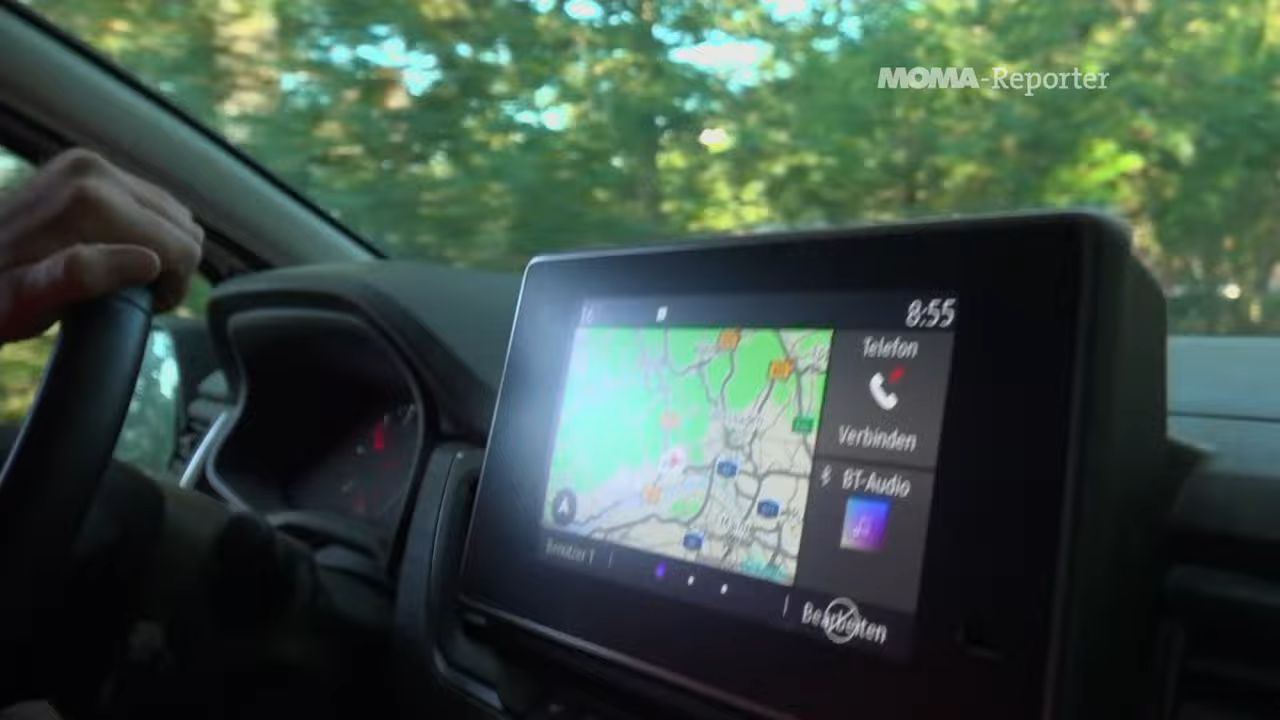 MOMA-Reporter
8:55
Telefon
Verbinden
BT-Audio
Benutzer 1
Bearbeiten